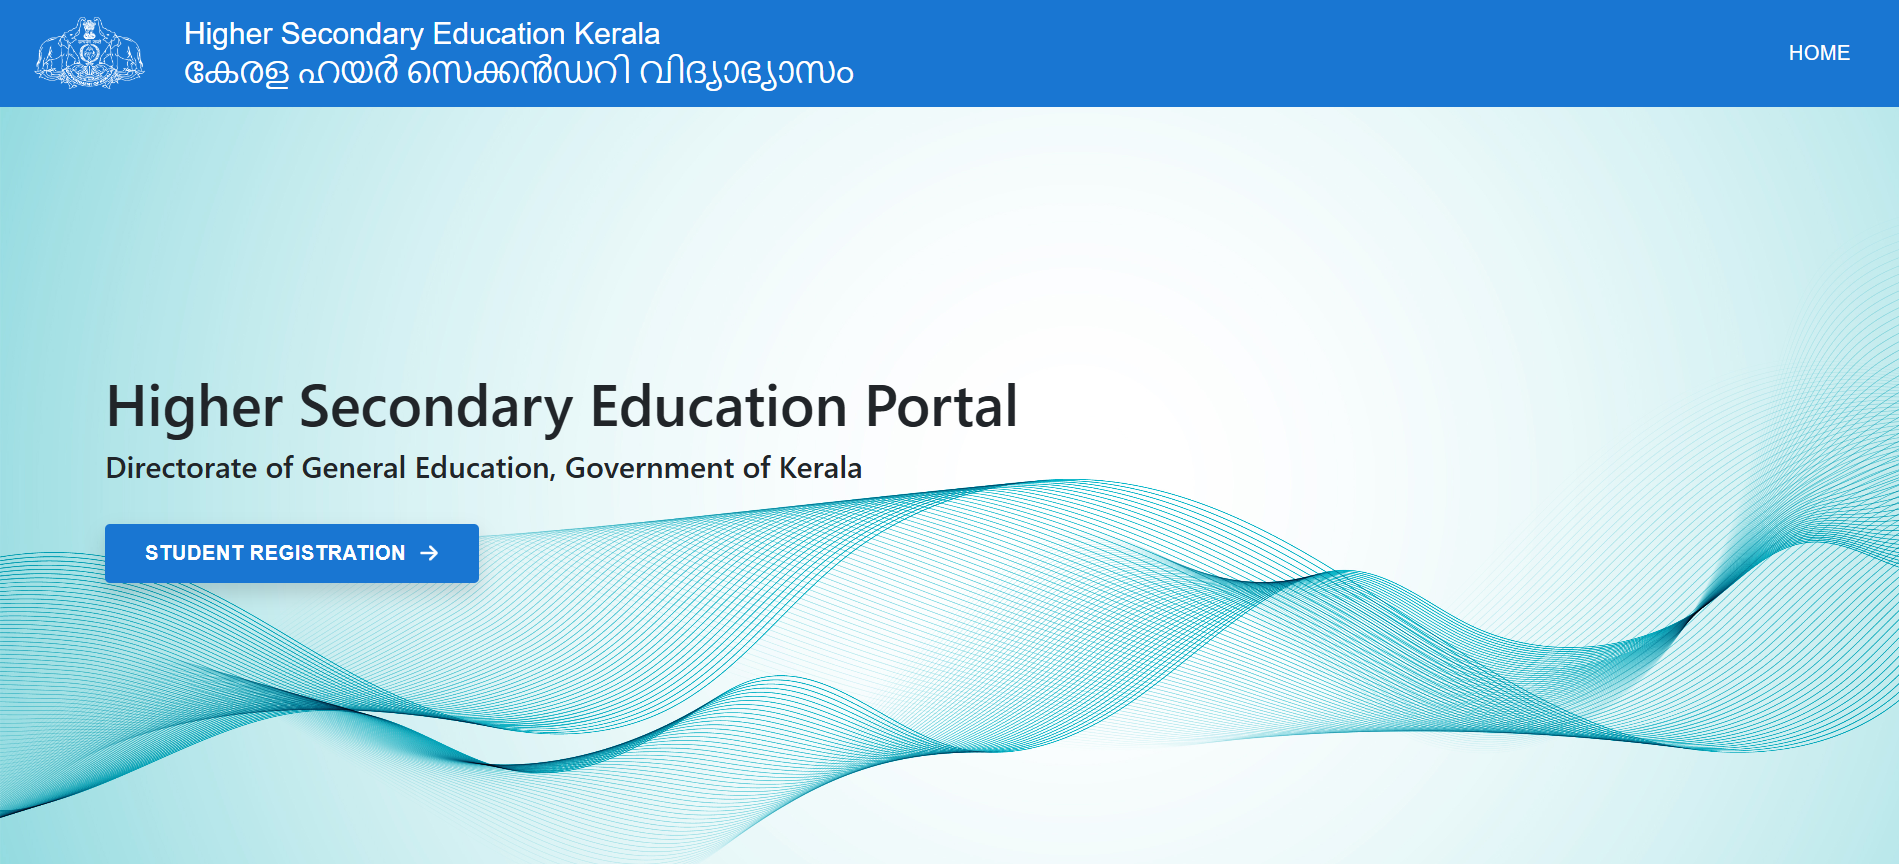 Higher Secondary Education Kerala
കേരള ഹയർ സെക്കൻഡറി വിദ്യാഭ്യാസം
HOME
Higher Secondary Education Portal
Directorate of General Education, Government of Kerala
STUDENT REGISTRATION →